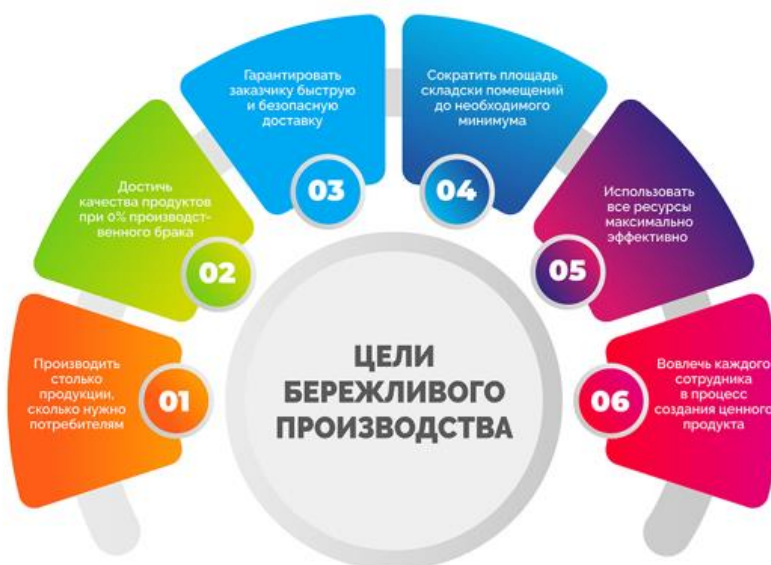 Производить
столько
продукции,
сколько нужно
потребителям
01
Достичь
качества продуктов
при 0% производст-
венного брака
02
Гарантировать
заказчику быструю
и безопасную
доставку
03
Сократить площадь
складски помещений
до необходимого
минимума
04
Использовать
все ресурсы
максимально
эффективно
05
Вовлечь каждого
сотрудника
в процесс
создания ценного
продукта
06
ЦЕЛИ
БЕРЕЖЛИВОГО
ПРОИЗВОДСТВА